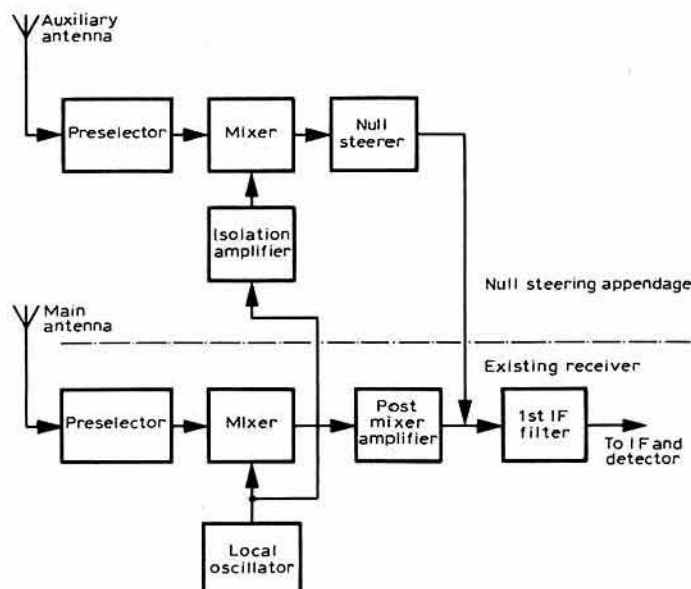 Auxiliary
antenna
Preselector
Mixer
Null
steerer
Isolation
amplifier
Null steering appendage
Main
antenna
Existing receiver
Preselector
Mixer
Post
mixer
amplifier
1st IF
filter
To IF and
detector
Local
oscillator